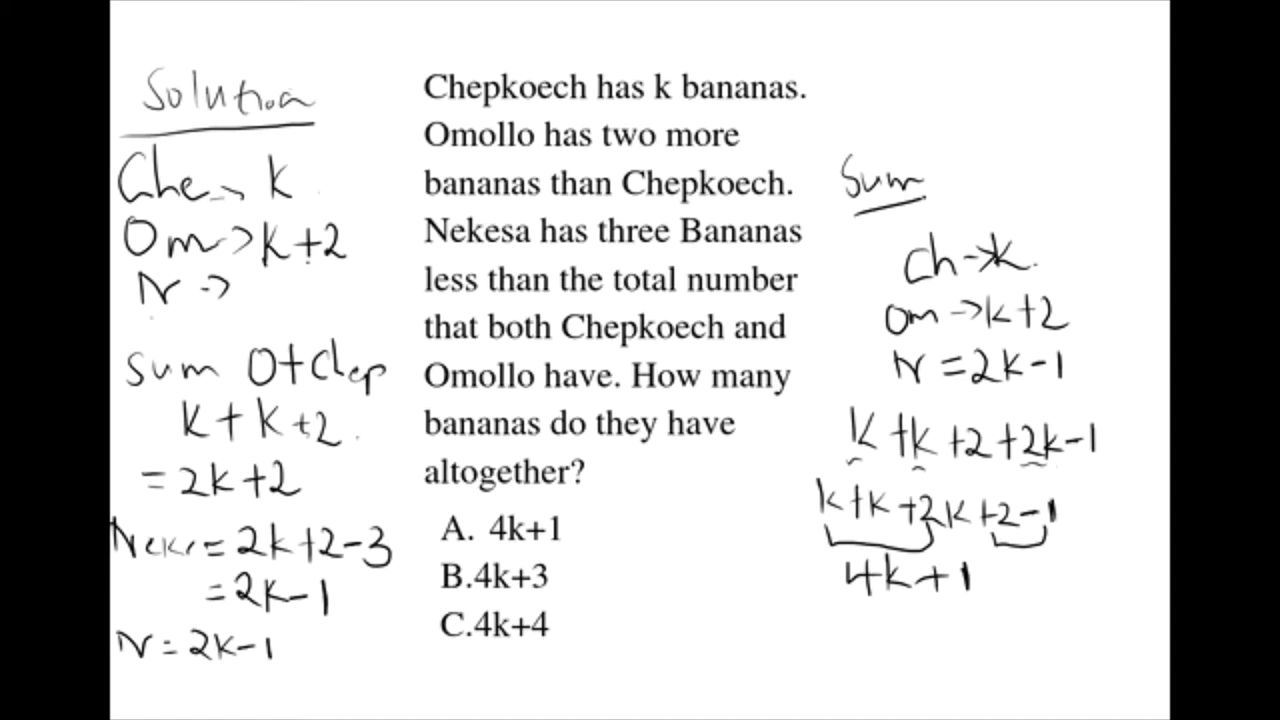 Solution
Che → k
Om → k+2
N →
sum O+Chep
k + k+2.
= 2k+2
Neke = 2k+2-3
= 2k-1
N = 2k-1
Chepkoech has k bananas.
Omollo has two more
bananas than Chepkoech.
Nekesa has three Bananas
less than the total number
that both Chepkoech and
Omollo have. How many
bananas do they have
altogether?
A. 4k+1
B.4k+3
C.4k+4
Sum
Ch → k.
Om → k+2
N = 2k-1
k + k +2 +2k-1
k+k +2k +2-1
4k+1